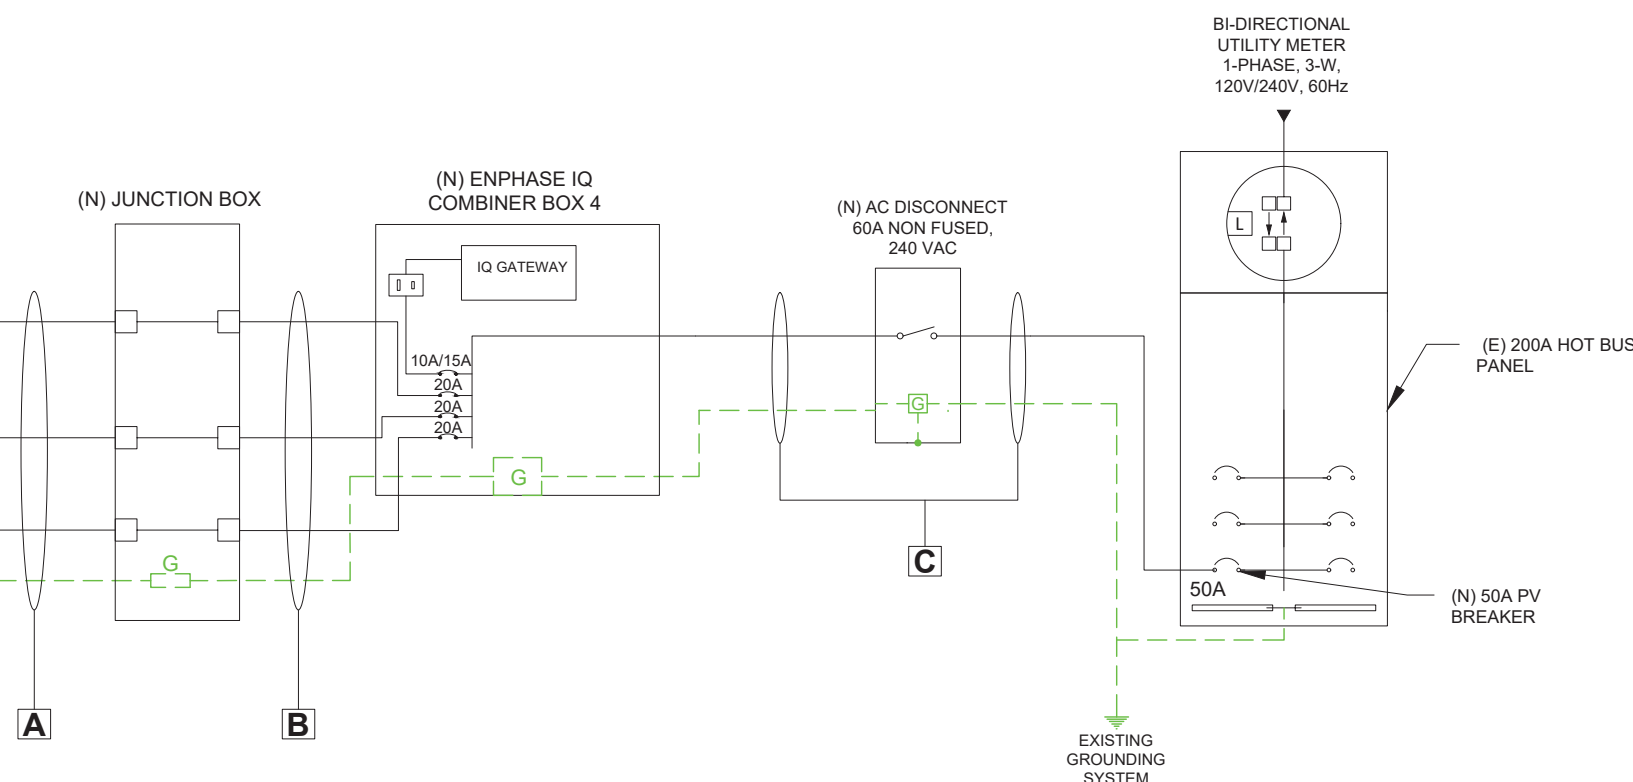 BI-DIRECTIONAL
UTILITY METER
1-PHASE, 3-W,
120V/240V, 60Hz
(N) JUNCTION BOX
(N) ENPHASE IQ
COMBINER BOX 4
(N) AC DISCONNECT
60A NON FUSED,
240 VAC
L
IQ GATEWAY
(E) 200A HOT BUS
PANEL
10A/15A
20A
20A
20A
G
G
G
C
50A
(N) 50A PV
BREAKER
A
B
EXISTING
GROUNDING
SYSTEM